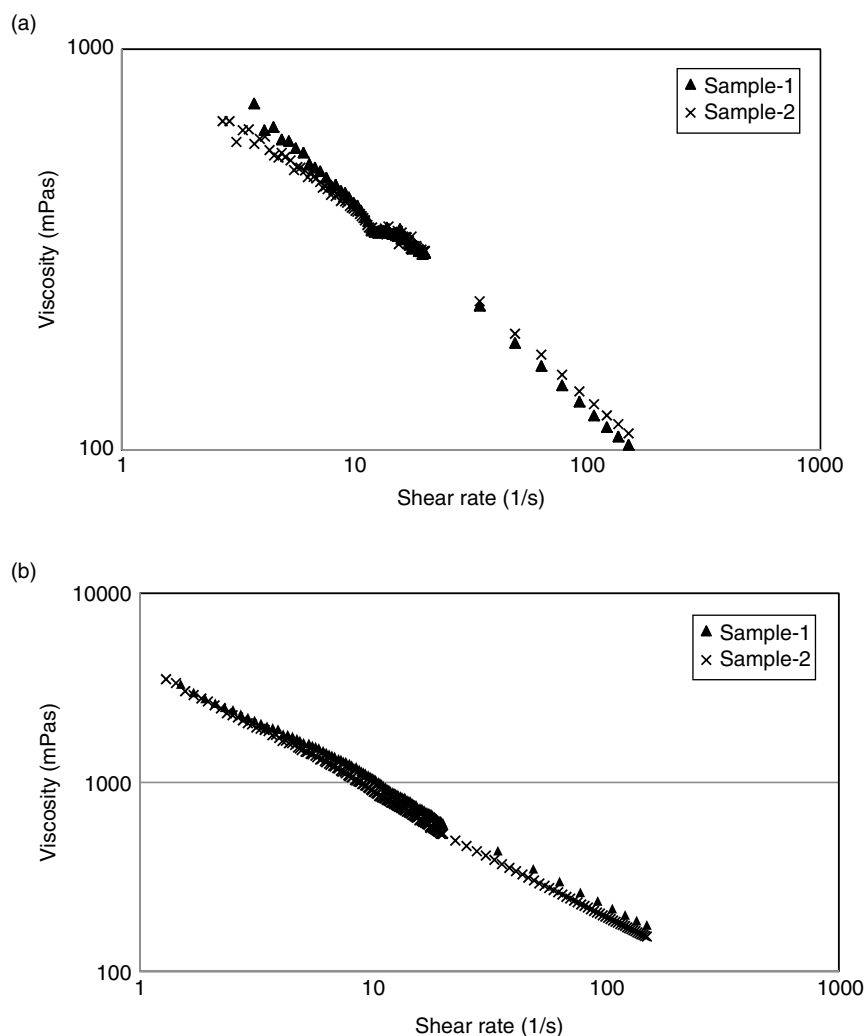 (a)
1000
Sample-1
Sample-2
Viscosity (mPas)
100
1
10
100
1000
Shear rate (1/s)
(b)
10000
Sample-1
Sample-2
1000
Viscosity (mPas)
100
1
10
100
1000
Shear rate (1/s)